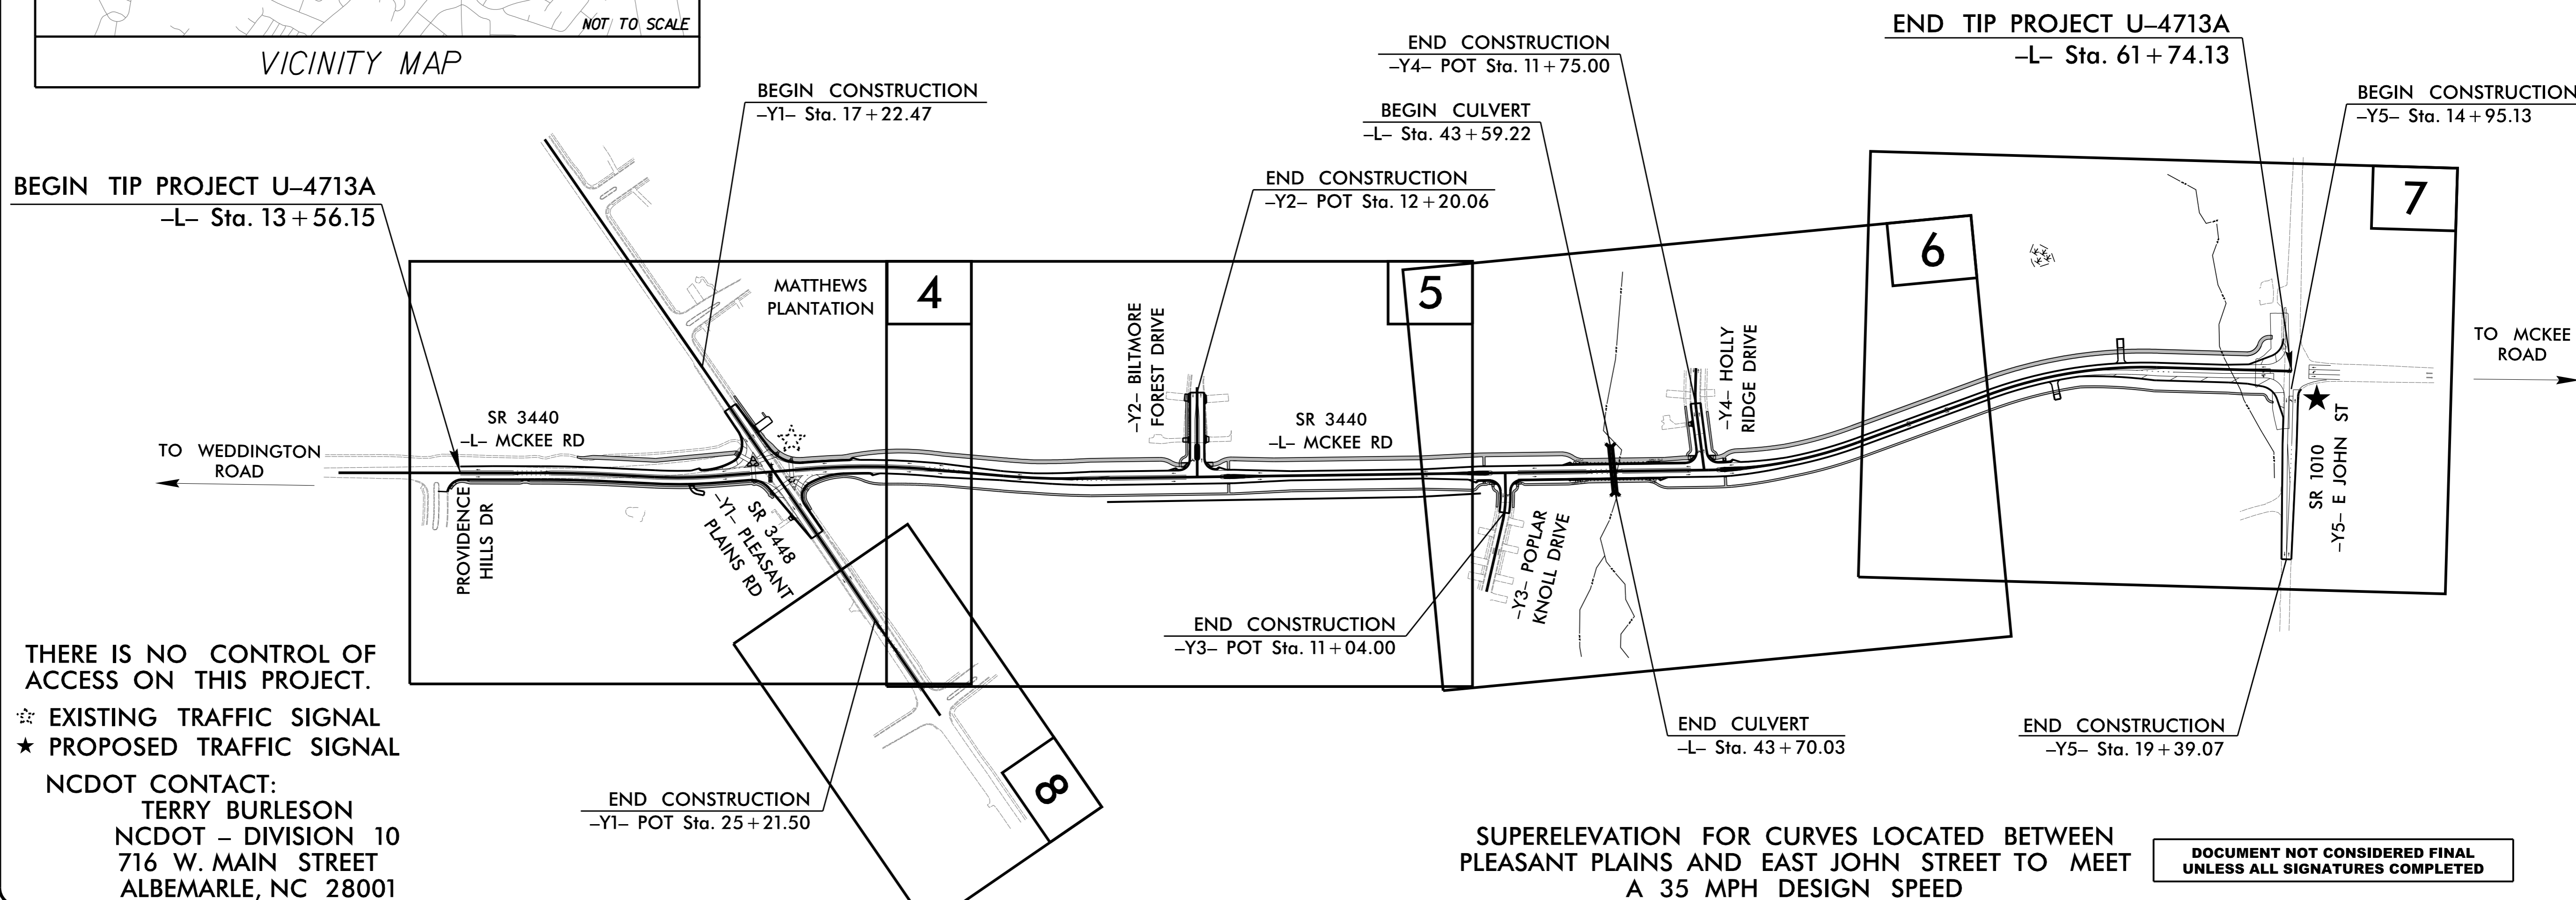 NOT TO SCALE
VICINITY MAP
BEGIN TIP PROJECT U–4713A
–L– Sta. 13+56.15
BEGIN CONSTRUCTION
–Y1– Sta. 17+22.47
END CONSTRUCTION
–Y2– POT Sta. 12+20.06
BEGIN CULVERT
–L– Sta. 43+59.22
END CONSTRUCTION
–Y4– POT Sta. 11+75.00
END TIP PROJECT U–4713A
–L– Sta. 61+74.13
BEGIN CONSTRUCTION
–Y5– Sta. 14+95.13
MATTHEWS
PLANTATION
4
5
6
7
8
TO WEDDINGTON
ROAD
SR 3440
–L– MCKEE RD
PROVIDENCE
HILLS DR
SR 3448
–Y1– PLEASANT
PLAINS RD
–Y2– BILTMORE
FOREST DRIVE
SR 3440
–L– MCKEE RD
–Y3– POPLAR
KNOLL DRIVE
–Y4– HOLLY
RIDGE DRIVE
SR 1010
–Y5– E JOHN ST
TO MCKEE
ROAD
END CONSTRUCTION
–Y1– POT Sta. 25+21.50
END CONSTRUCTION
–Y3– POT Sta. 11+04.00
END CULVERT
–L– Sta. 43+70.03
END CONSTRUCTION
–Y5– Sta. 19+39.07
THERE IS NO CONTROL OF
ACCESS ON THIS PROJECT.
EXISTING TRAFFIC SIGNAL
PROPOSED TRAFFIC SIGNAL
NCDOT CONTACT:
TERRY BURLESON
NCDOT – DIVISION 10
716 W. MAIN STREET
ALBEMARLE, NC 28001
SUPERELEVATION FOR CURVES LOCATED BETWEEN
PLEASANT PLAINS AND EAST JOHN STREET TO MEET
A 35 MPH DESIGN SPEED
DOCUMENT NOT CONSIDERED FINAL
UNLESS ALL SIGNATURES COMPLETED